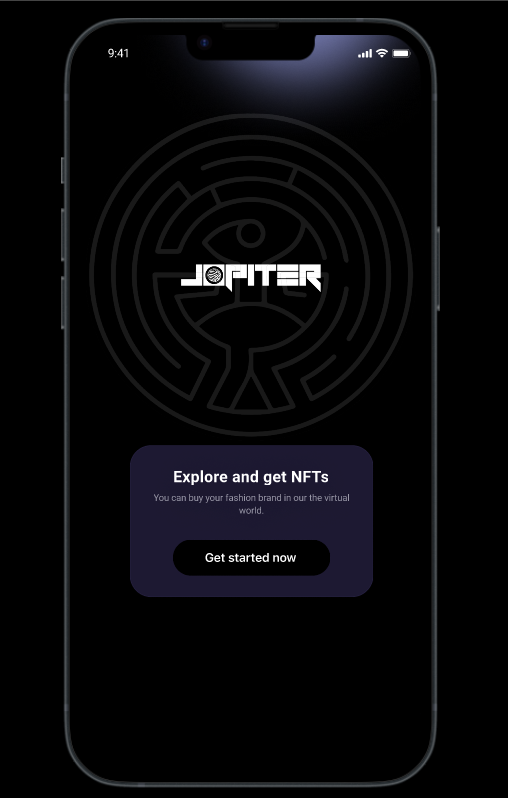 9:41
JOPITER
Explore and get NFTs
You can buy your fashion brand in our the virtual
world.
Get started now